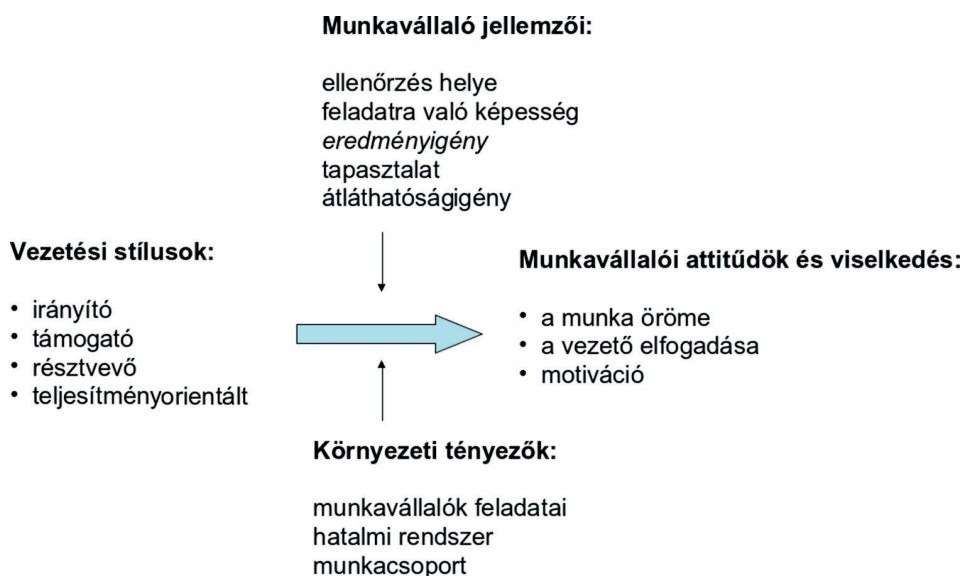 Munkavállaló jellemzői:
ellenőrzés helye
feladatra való képesség
eredményigény
tapasztalat
átláthatóságigény
Vezetési stílusok:
• irányító
• támogató
• résztvevő
• teljesítményorientált
Munkavállalói attitűdök és viselkedés:
• a munka öröme
• a vezető elfogadása
• motiváció
Környezeti tényezők:
munkavállalók feladatai
hatalmi rendszer
munkacsoport